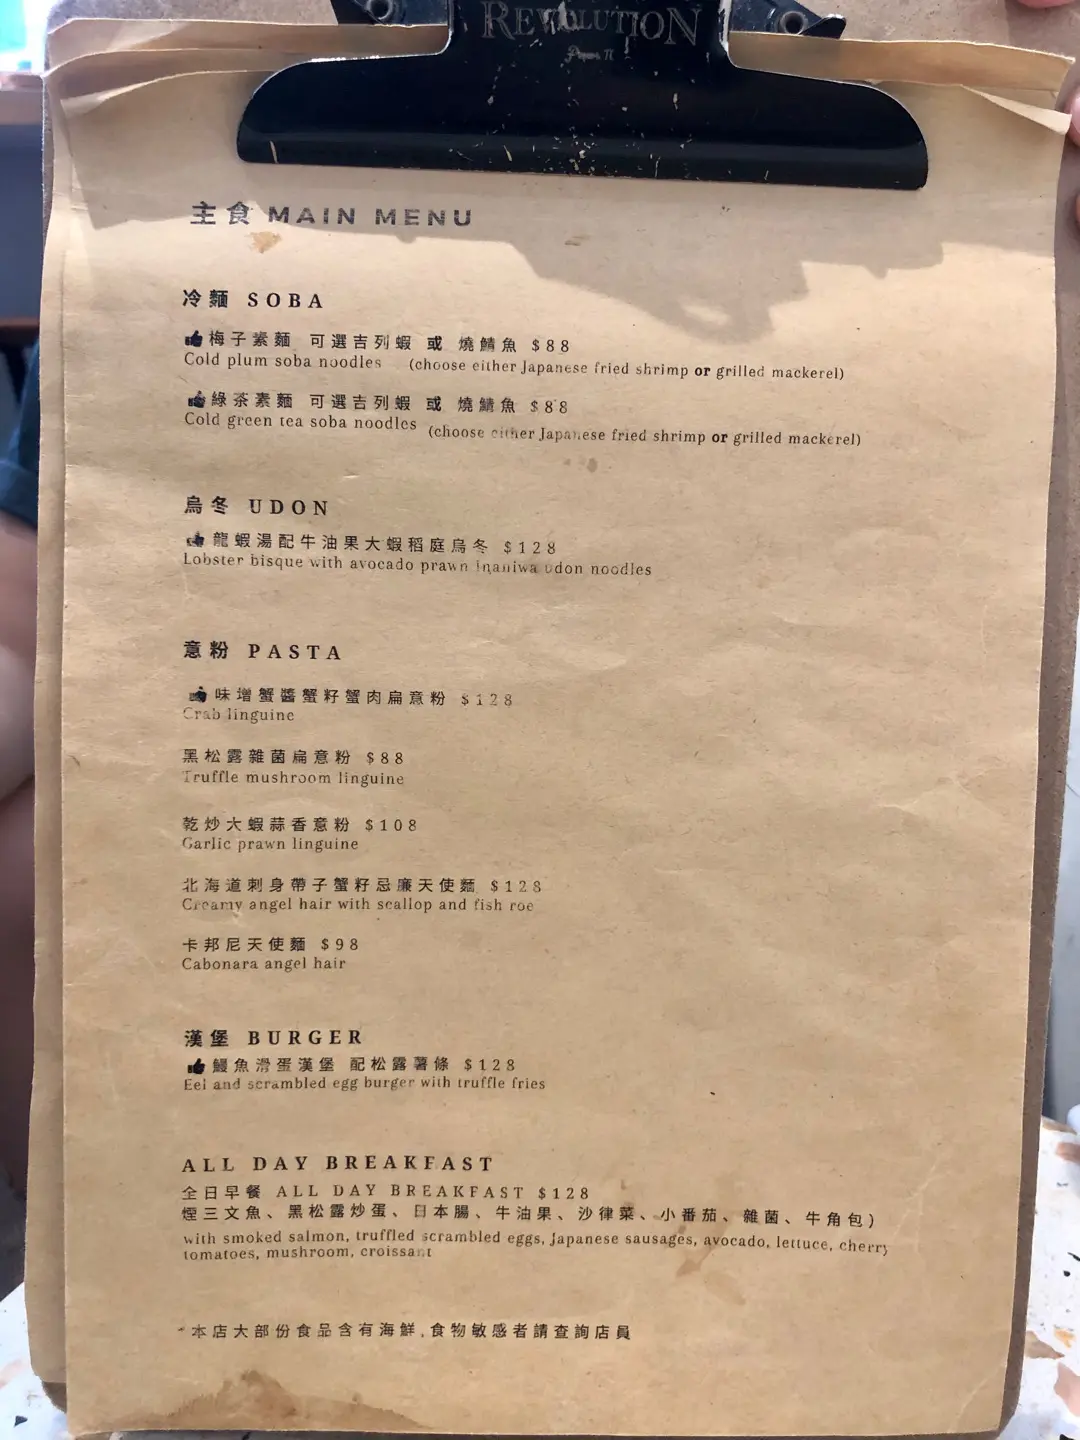 REVOLUTION
主食 MAIN MENU
冷麵 SOBA
梅子素麵 可選吉列蝦 或 燒鯖魚 $88
Cold plum soba noodles (choose either Japanese fried shrimp or grilled mackerel)
綠茶素麵 可選吉列蝦 或 燒鯖魚 $88
Cold green tea soba noodles (choose either Japanese fried shrimp or grilled mackerel)
烏冬 UDON
龍蝦湯配牛油果大蝦稻庭烏冬 $128
Lobster bisque with avocado prawn Inaniwa udon noodles
意粉 PASTA
味增蟹醬蟹籽蟹肉扁意粉 $128
Crab linguine
黑松露雜菌扁意粉 $88
Truffle mushroom linguine
乾炒大蝦蒜香意粉 $108
Garlic prawn linguine
北海道刺身帶子蟹籽忌廉天使麵 $128
Creamy angel hair with scallop and fish roe
卡邦尼天使麵 $98
Cabonara angel hair
漢堡 BURGER
鰻魚滑蛋漢堡 配松露薯條 $128
Eel and scrambled egg burger with truffle fries
ALL DAY BREAKFAST
全日早餐 ALL DAY BREAKFAST $128
煙三文魚、黑松露炒蛋、日本腸、牛油果、沙律菜、小番茄、雜菌、牛角包)
with smoked salmon, truffled scrambled eggs, Japanese sausages, avocado, lettuce, cherry
tomatoes, mushroom, croissant
本店大部份食品含有海鮮,食物敏感者請查詢店員